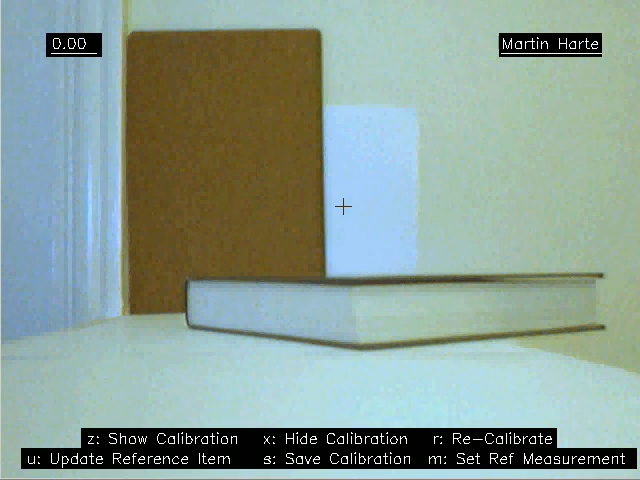 0.00
Martin Harte
z: Show Calibration x: Hide Calibration r: Re-Calibrate
u: Update Reference Item s: Save Calibration m: Set Ref Measurement